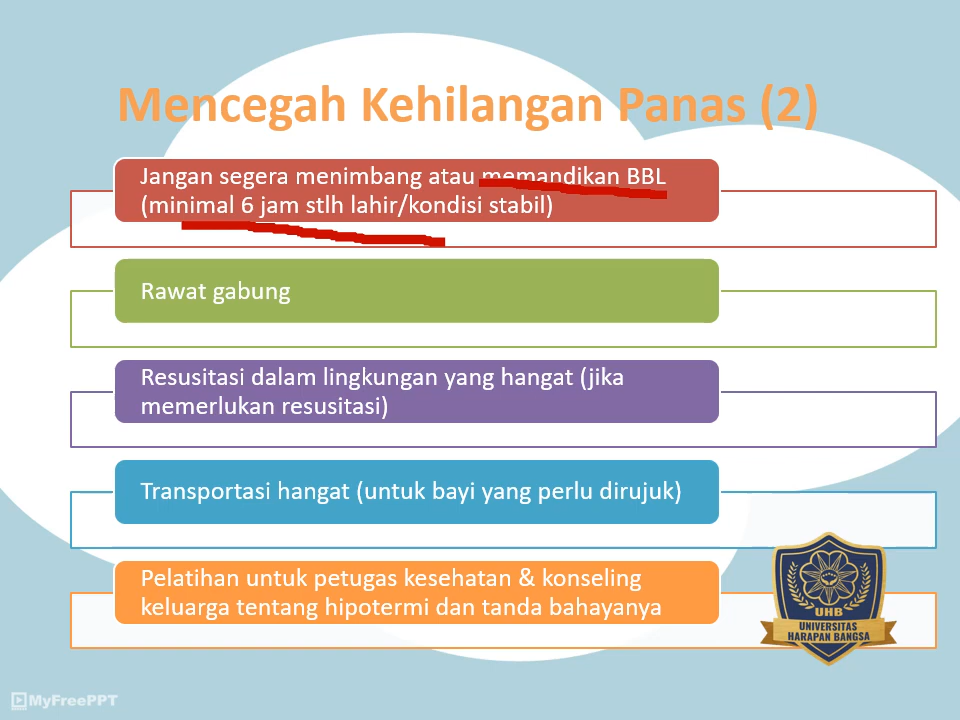 Mencegah Kehilangan Panas (2)
Jangan segera menimbang atau memandikan BBL
(minimal 6 jam stlh lahir/kondisi stabil)
Rawat gabung
Resusitasi dalam lingkungan yang hangat (jika
memerlukan resusitasi)
Transportasi hangat (untuk bayi yang perlu dirujuk)
Pelatihan untuk petugas kesehatan & konseling
keluarga tentang hipotermi dan tanda bahayanya
UHB
UNIVERSITAS
HARAPAN BANGSA
MyFreePPT